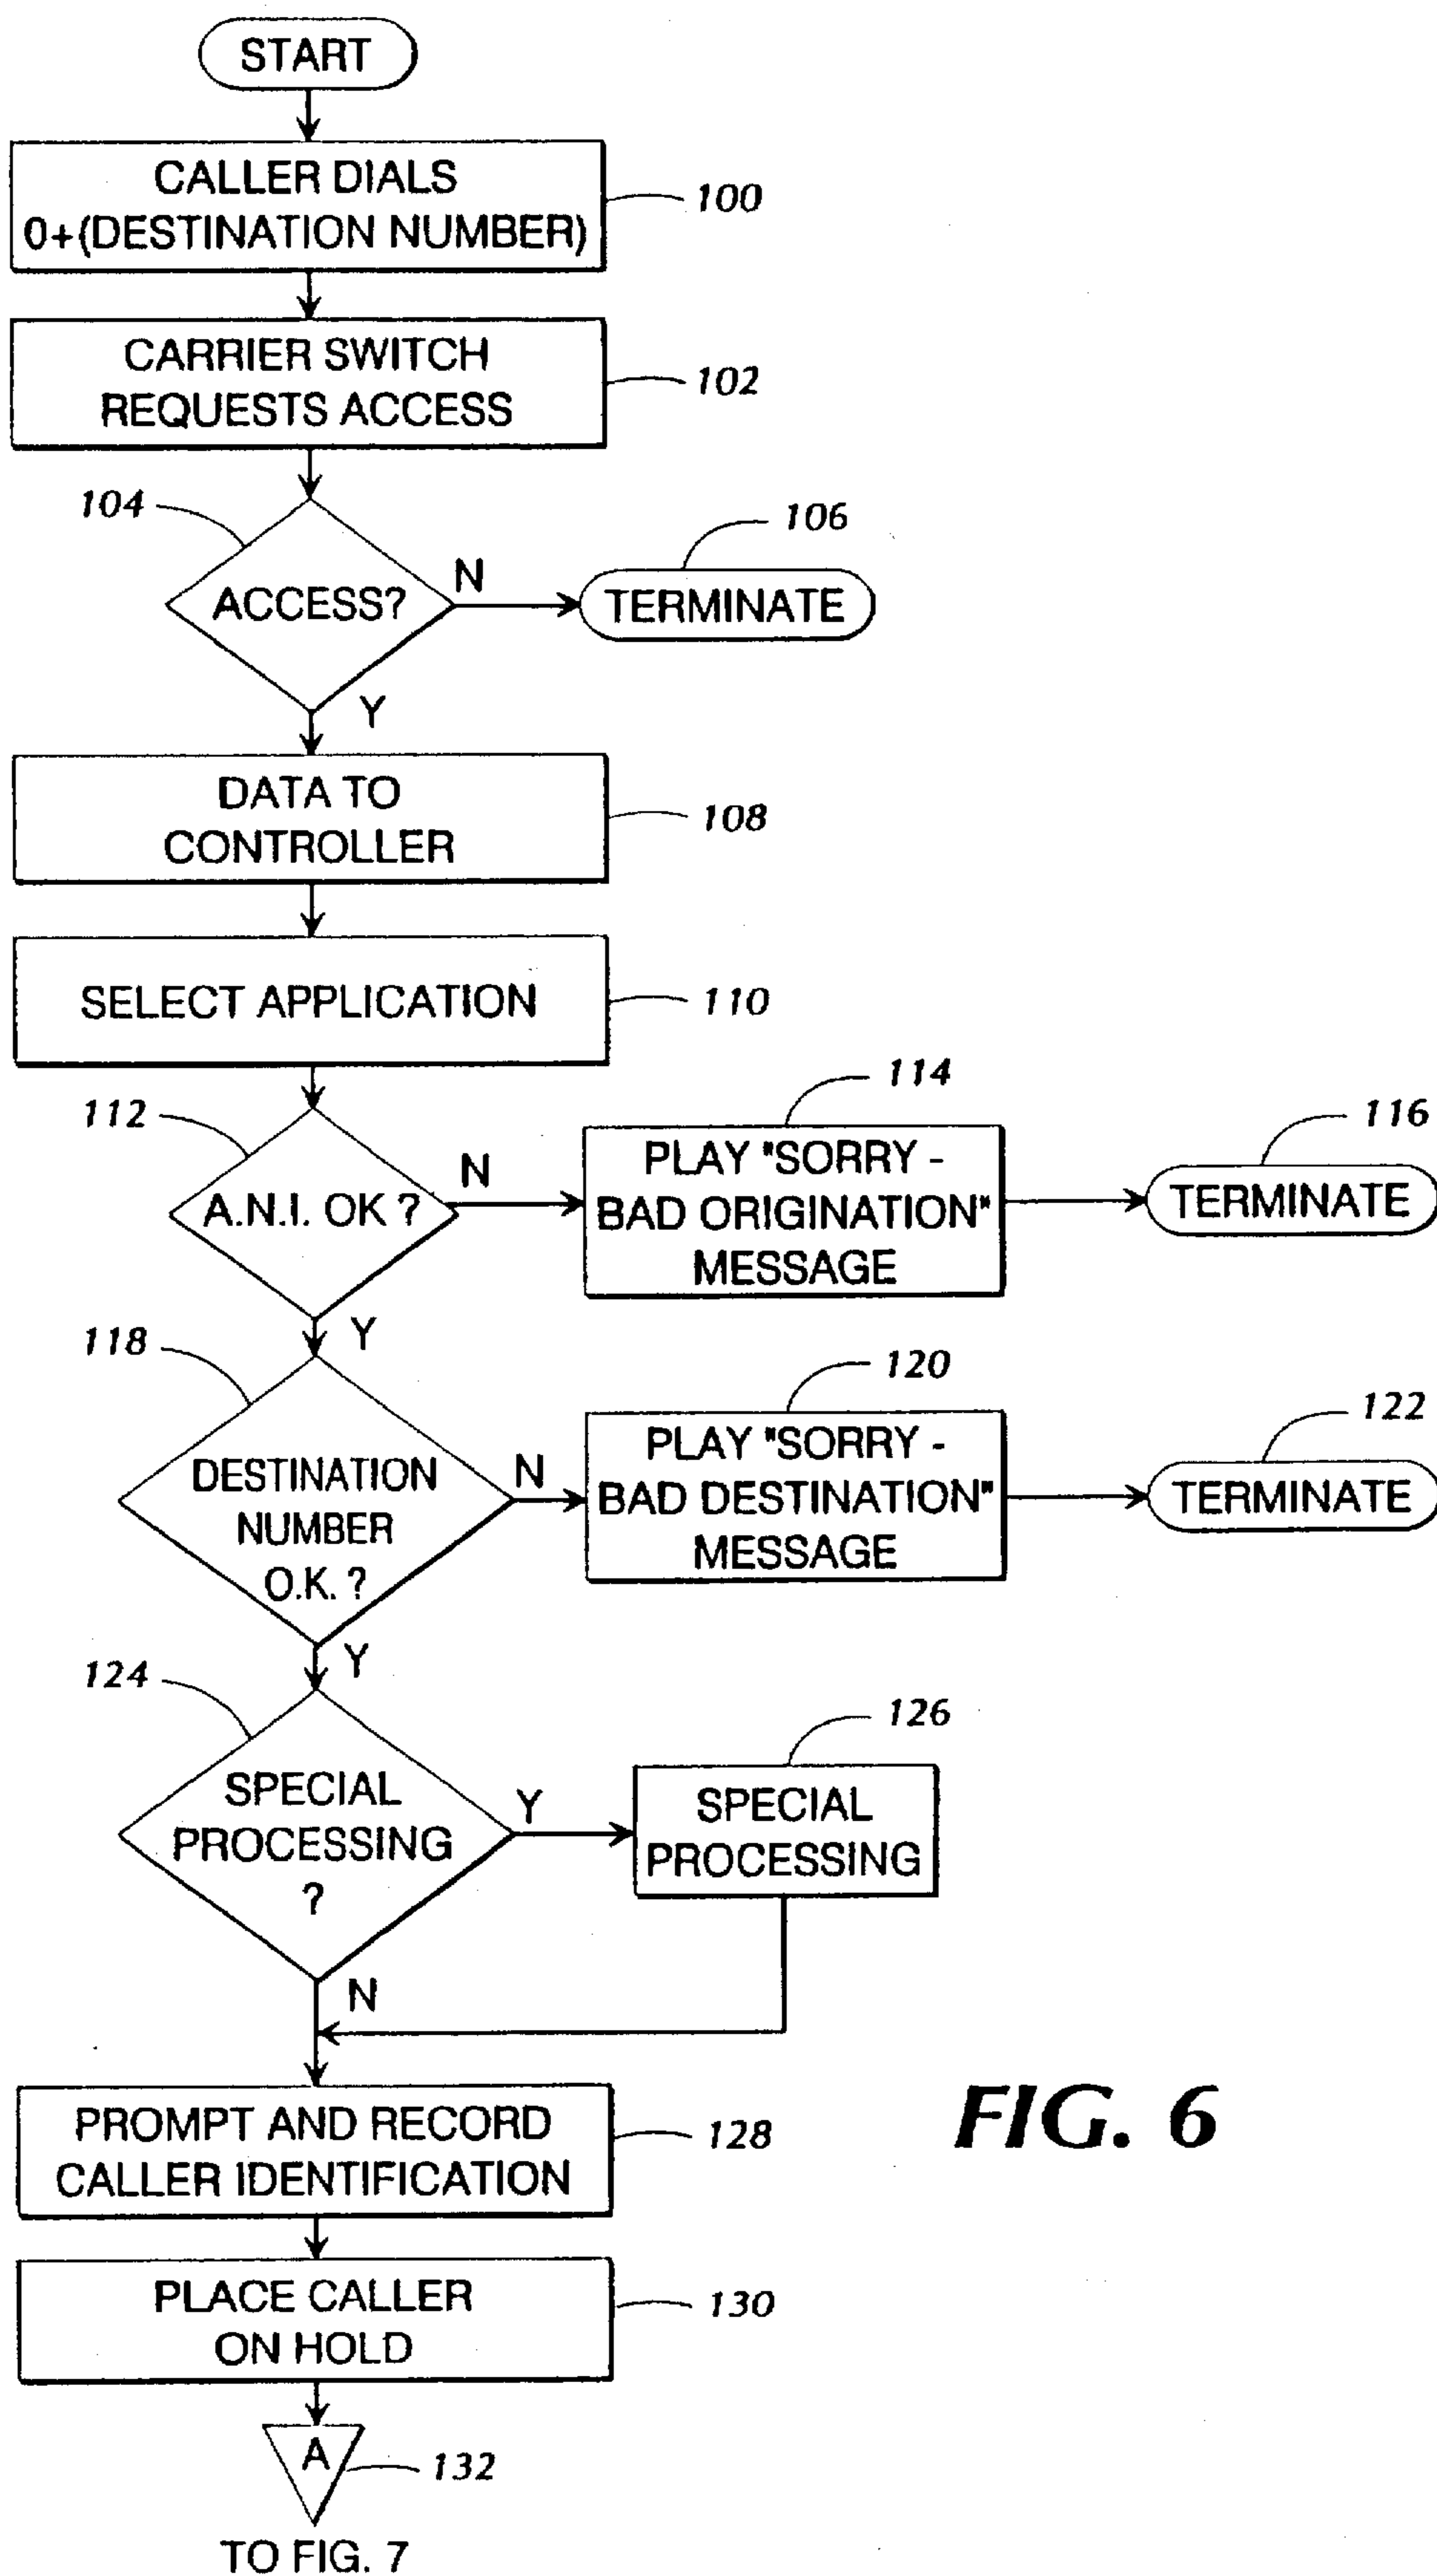 START
CALLER DIALS
0+(DESTINATION NUMBER)
100
CARRIER SWITCH
REQUESTS ACCESS
102
104
ACCESS?
N
106
TERMINATE
Y
DATA TO
CONTROLLER
108
SELECT APPLICATION
110
112
A.N.I. OK ?
N
114
PLAY "SORRY -
BAD ORIGINATION"
MESSAGE
116
TERMINATE
Y
118
DESTINATION
NUMBER
O.K. ?
N
120
PLAY "SORRY -
BAD DESTINATION"
MESSAGE
122
TERMINATE
Y
124
SPECIAL
PROCESSING
?
Y
126
SPECIAL
PROCESSING
N
PROMPT AND RECORD
CALLER IDENTIFICATION
128
FIG. 6
PLACE CALLER
ON HOLD
130
A
132
TO FIG. 7